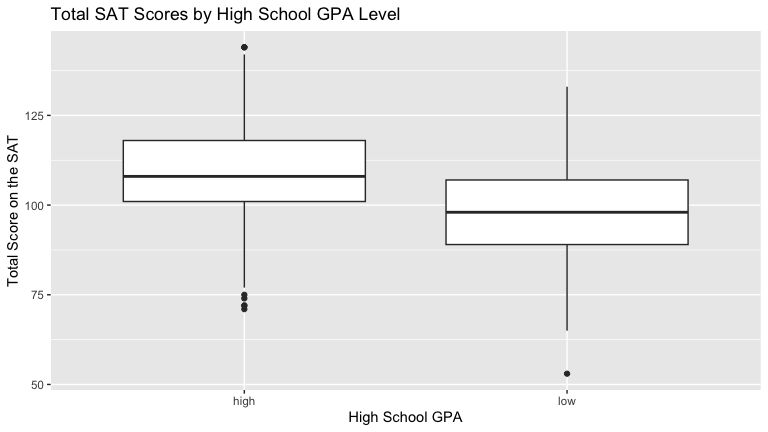 Total SAT Scores by High School GPA Level
Total Score on the SAT
125
100
75
50
high low
High School GPA